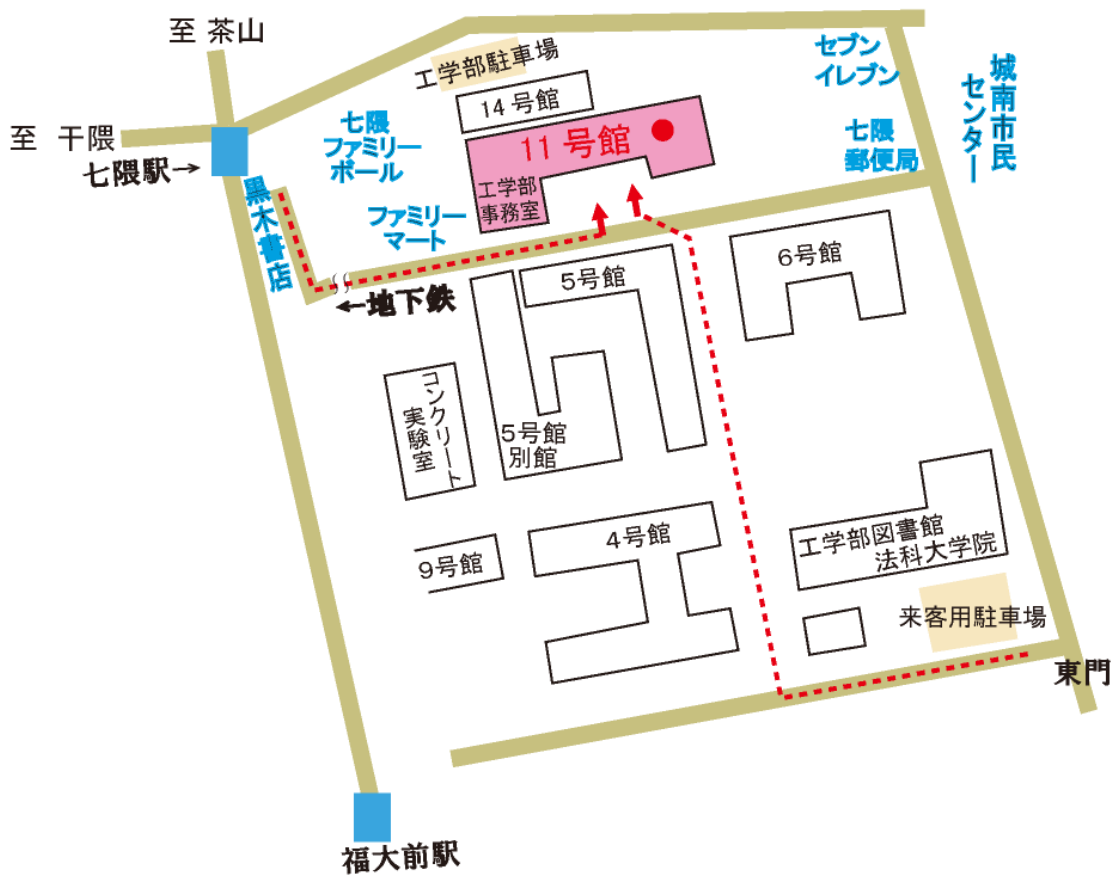 至 茶山
至 干隈
七隈駅→
黒木書店
七隈
ファミリー
ボール
ファミリー
マート
←地下鉄
工学部駐車場
14号館
11号館
工学部
事務室
セブン
イレブン
城南市民
センター
七隈
郵便局
5号館
6号館
コンクリート
実験室
5号館
別館
9号館
4号館
工学部図書館
法科大学院
来客用駐車場
東門
福大前駅